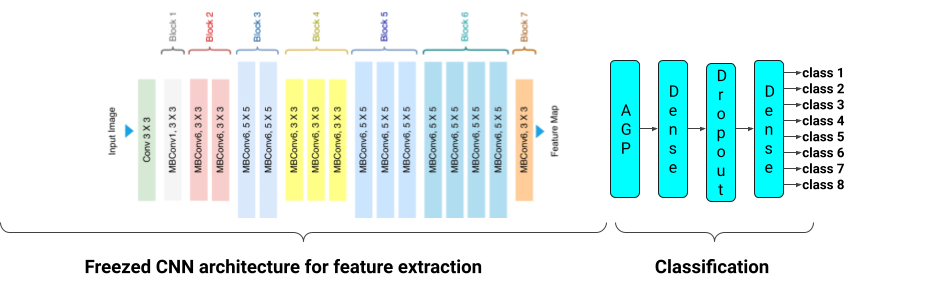 Block 1
Block 2
Block 3
Block 4
Block 5
Block 6
Block 7
Input Image
Conv 3 X 3
MBConv1, 3 X 3
MBConv6, 3 X 3
MBConv6, 3 X 3
MBConv6, 5 X 5
MBConv6, 5 X 5
MBConv6, 3 X 3
MBConv6, 3 X 3
MBConv6, 3 X 3
MBConv6, 5 X 5
MBConv6, 5 X 5
MBConv6, 5 X 5
MBConv6, 5 X 5
MBConv6, 5 X 5
MBConv6, 5 X 5
MBConv6, 5 X 5
MBConv6, 3 X 3
Feature Map
AGP
Dense
Dropout
Dense
class 1
class 2
class 3
class 4
class 5
class 6
class 7
class 8
Freezed CNN architecture for feature extraction
Classification